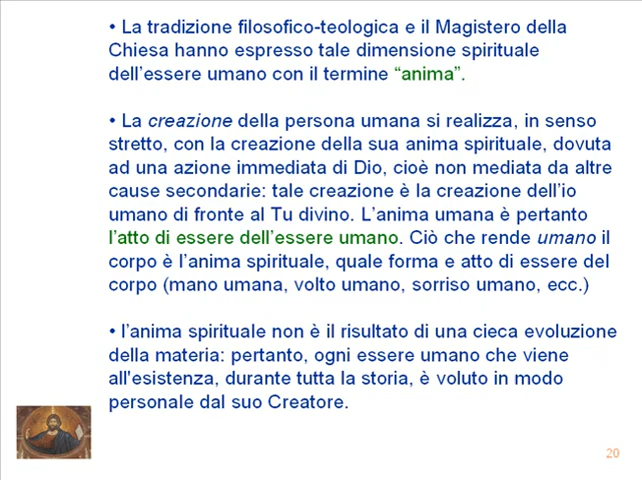 • La tradizione filosofico-teologica e il Magistero della
Chiesa hanno espresso tale dimensione spirituale
dell’essere umano con il termine “anima”.
• La creazione della persona umana si realizza, in senso
stretto, con la creazione della sua anima spirituale, dovuta
ad una azione immediata di Dio, cioè non mediata da altre
cause secondarie: tale creazione è la creazione dell’io
umano di fronte al Tu divino. L’anima umana è pertanto
l’atto di essere dell’essere umano. Ciò che rende umano il
corpo è l’anima spirituale, quale forma e atto di essere del
corpo (mano umana, volto umano, sorriso umano, ecc.)
• l’anima spirituale non è il risultato di una cieca evoluzione
della materia: pertanto, ogni essere umano che viene
all'esistenza, durante tutta la storia, è voluto in modo
personale dal suo Creatore.
20